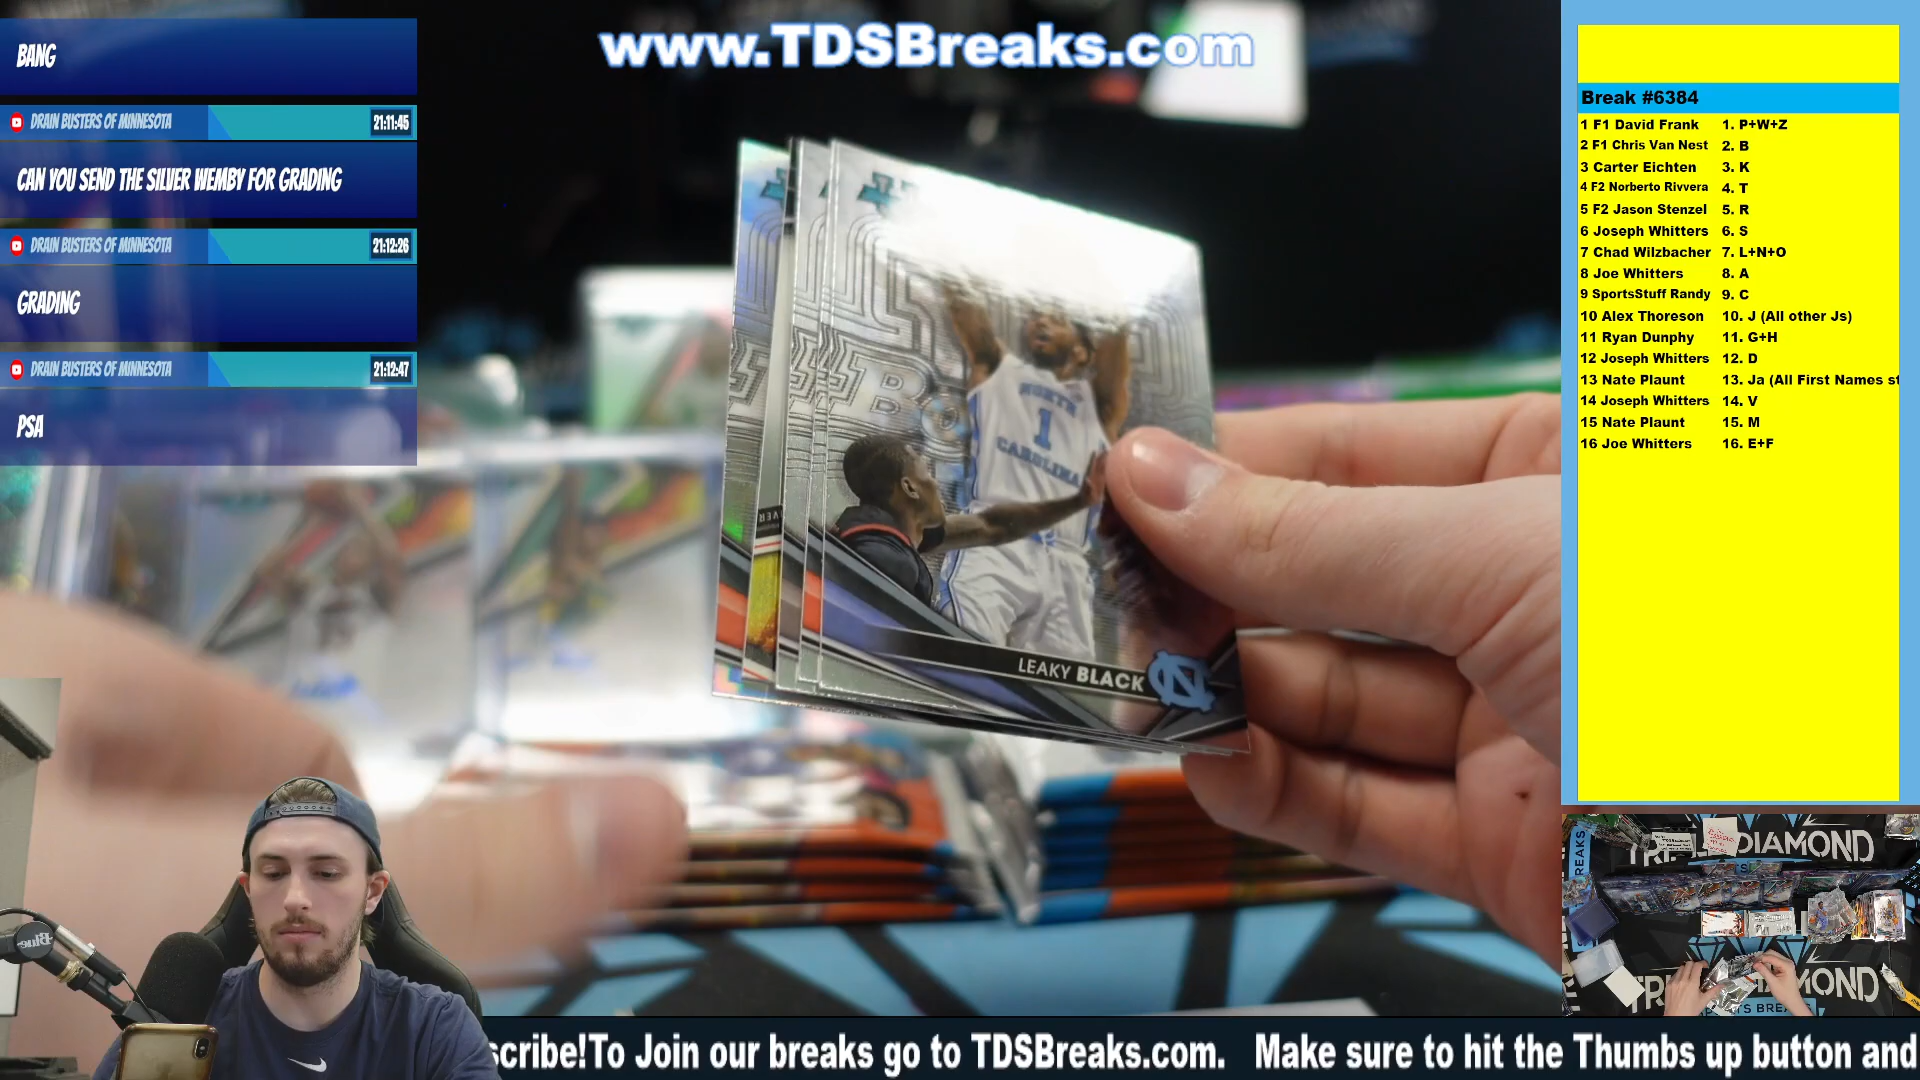 www.TDSBreaks.com
BANG
DRAIN BUSTERS OF MINNESOTA
21:11:45
CAN YOU SEND THE SILVER WEMBY FOR GRADING
DRAIN BUSTERS OF MINNESOTA
21:12:26
GRADING
DRAIN BUSTERS OF MINNESOTA
21:12:47
PSA
NORTH
1
CAROLINA
LEAKY BLACK
NC
Break #6384
1 F1 David Frank 1. P+W+Z
2 F1 Chris Van Nest 2. B
3 Carter Eichten 3. K
4 F2 Norberto Rivvera 4. T
5 F2 Jason Stenzel 5. R
6 Joseph Whitters 6. S
7 Chad Wilzbacher 7. L+N+O
8 Joe Whitters 8. A
9 SportsStuff Randy 9. C
10 Alex Thoreson 10. J (All other Js)
11 Ryan Dunphy 11. G+H
12 Joseph Whitters 12. D
13 Nate Plaunt 13. Ja (All First Names st
14 Joseph Whitters 14. V
15 Nate Plaunt 15. M
16 Joe Whitters 16. E+F
DIAMOND
BREAKS
Blue
scribe!To Join our breaks go to TDSBreaks.com. Make sure to hit the Thumbs up button and